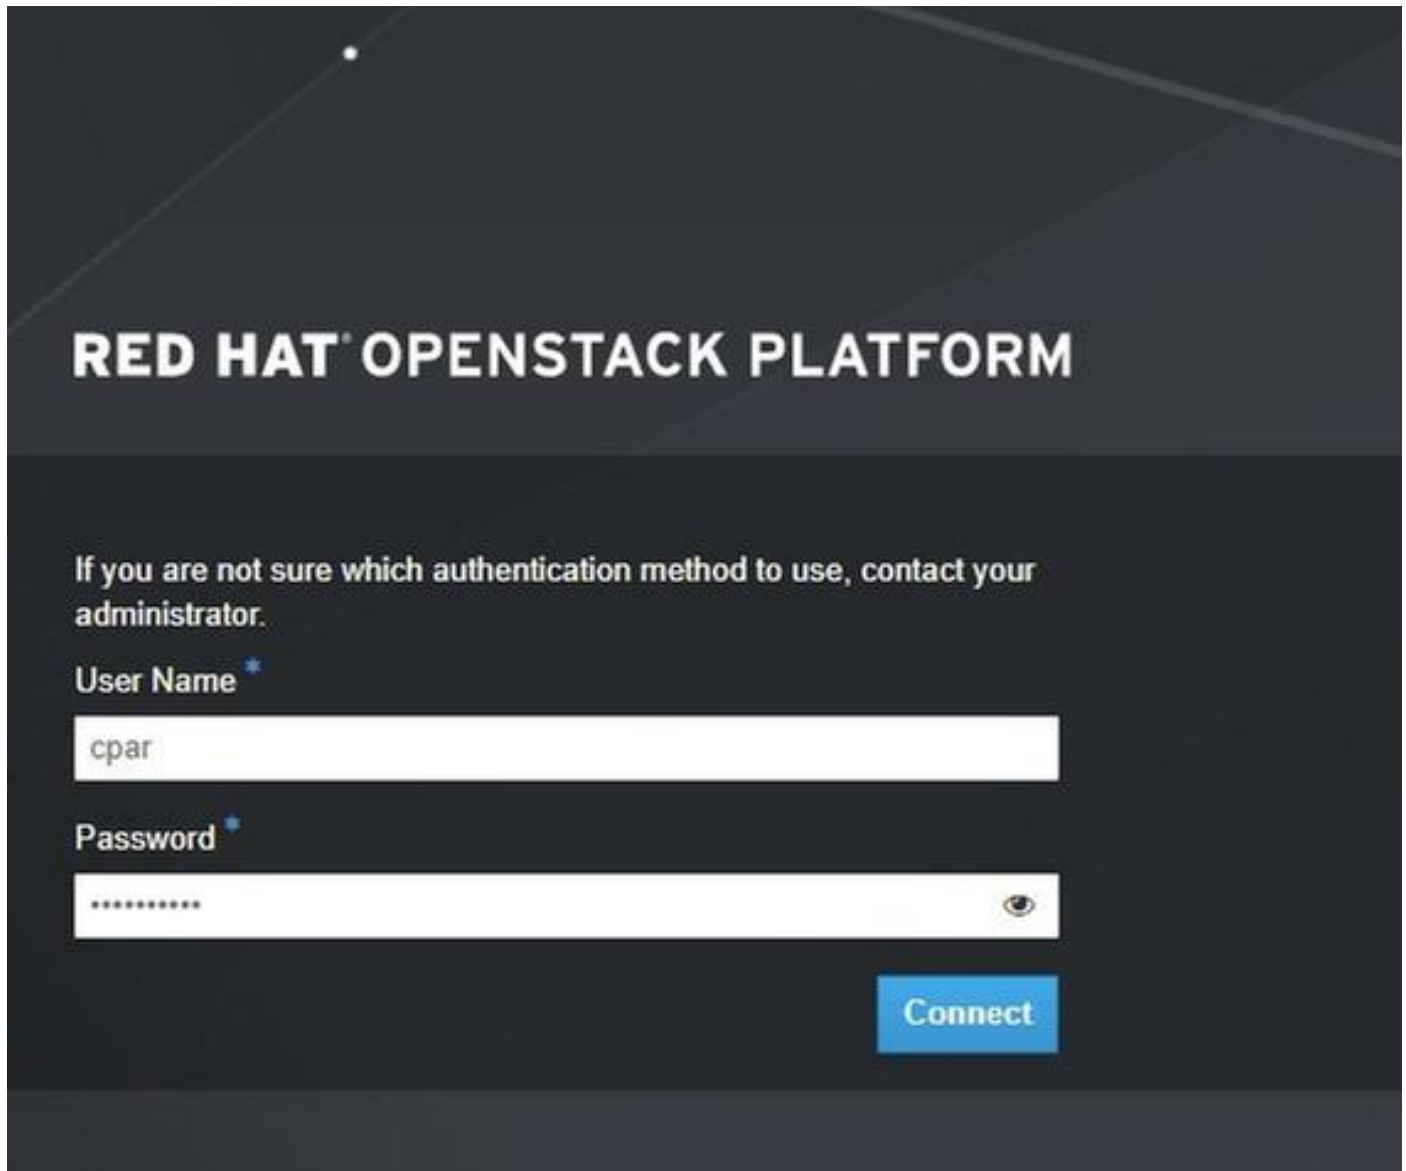 RED HAT® OPENSTACK PLATFORM
If you are not sure which authentication method to use, contact your
administrator.
User Name *
cpar
Password *
••••••••••
Connect